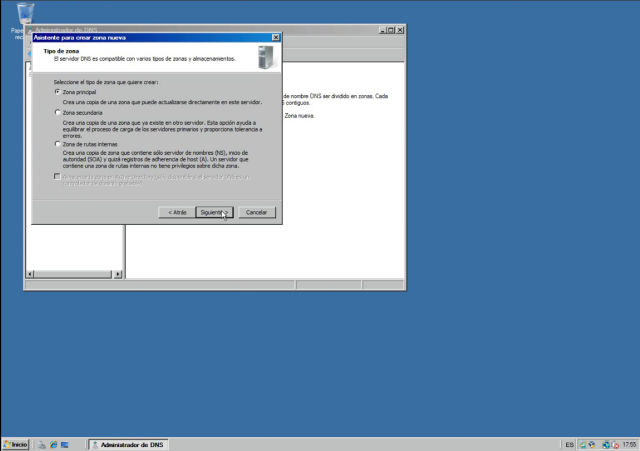 Administrador de DNS
Asistente para crear zona nueva
Tipo de zona
El servidor DNS es compatible con varios tipos de zonas y almacenamientos.
Seleccione el tipo de zona que quiere crear:
Zona principal
Crea una copia de una zona que puede actualizarse directamente en este servidor.
Zona secundaria
Crea una copia de una zona que ya existe en otro servidor. Esta opción ayuda a
equilibrar el proceso de carga de los servidores primarios y proporciona tolerancia a
errores.
Zona de rutas internas
Crea una copia de zona que contiene sólo servidor de nombres (NS), inicio de
autoridad (SOA) y quizá registros de adherencia de host (A). Un servidor que
contiene una zona de rutas internas no tiene privilegios sobre dicha zona.
< Atrás
Siguiente >
Cancelar
de nombre DNS ser dividido en zonas. Cada
contiguos.
Zona nueva.
Inicio
Administrador de DNS
ES
17:55